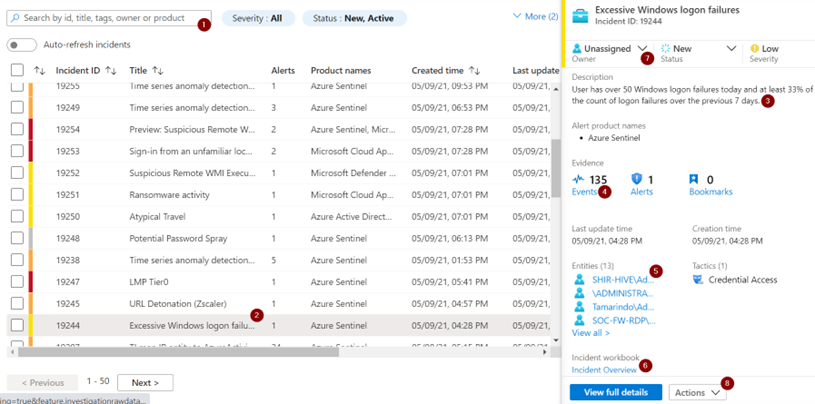 Search by id, title, tags, owner or product
1
Severity : All
Status : New, Active
More (2)
Auto-refresh incidents
Incident ID
Title
Alerts
Product names
Created time
Last update
19255 Time series anomaly detection... 1 Azure Sentinel 05/09/21, 09:53 PM 05/09/21,
19249 Time series anomaly detection... 3 Azure Sentinel 05/09/21, 06:53 PM 05/09/21,
19254 Preview: Suspicious Remote W... 2 Azure Sentinel, Micr... 05/09/21, 07:28 PM 05/09/21,
19253 Sign-in from an unfamiliar loc... 2 Microsoft Cloud Ap... 05/09/21, 07:28 PM 05/09/21,
19252 Suspicious Remote WMI Execu... 1 Microsoft Defender ... 05/09/21, 07:01 PM 05/09/21,
19251 Ransomware activity 1 Microsoft Cloud Ap... 05/09/21, 07:01 PM 05/09/21,
19250 Atypical Travel 1 Azure Active Direct... 05/09/21, 07:01 PM 05/09/21,
19248 Potential Password Spray 1 Azure Sentinel 05/09/21, 06:13 PM 05/09/21,
19238 Time series anomaly detection... 5 Azure Sentinel 05/09/21, 01:53 PM 05/09/21,
19247 LMP Tier0 1 Azure Sentinel 05/09/21, 05:41 PM 05/09/21,
19245 URL Detonation (Zscaler) 1 Azure Sentinel 05/09/21, 04:57 PM 05/09/21,
19244 Excessive Windows logon failu... 2 1 Azure Sentinel 05/09/21, 04:28 PM 05/09/21,
< Previous
1 - 50
Next >
ing=true&feature.investigationrawdata...
Excessive Windows logon failures
Incident ID: 19244
Unassigned
Owner
7
New
Status
Low
Severity
Description
User has over 50 Windows logon failures today and at least 33% of
the count of logon failures over the previous 7 days.
3
Alert product names
• Azure Sentinel
Evidence
135
Events
4
1
Alerts
0
Bookmarks
Last update time
05/09/21, 04:28 PM
Creation time
05/09/21, 04:28 PM
Entities (13)
5
SHIR-HIVE\Ad...
\ADMINISTRA...
Tamarindo\Ad...
SOC-FW-RDP\...
View all >
Tactics (1)
Credential Access
Incident workbook
Incident Overview
6
View full details
Actions
8